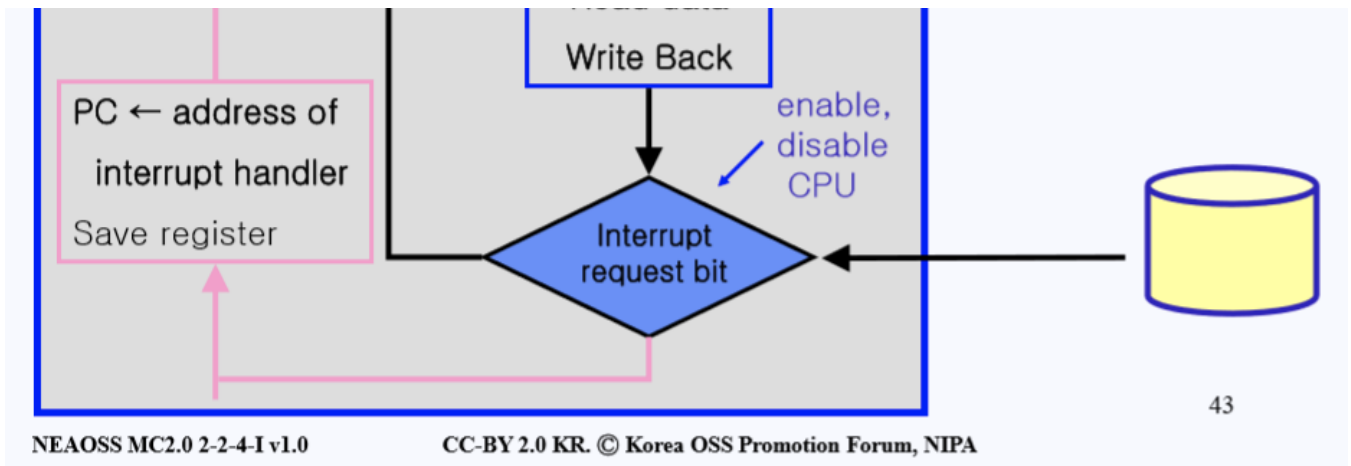 Write Back
PC ← address of
interrupt handler
Save register
enable,
disable
CPU
Interrupt
request bit
43
NEAOSS MC2.0 2-2-4-I v1.0
CC-BY 2.0 KR. © Korea OSS Promotion Forum, NIPA